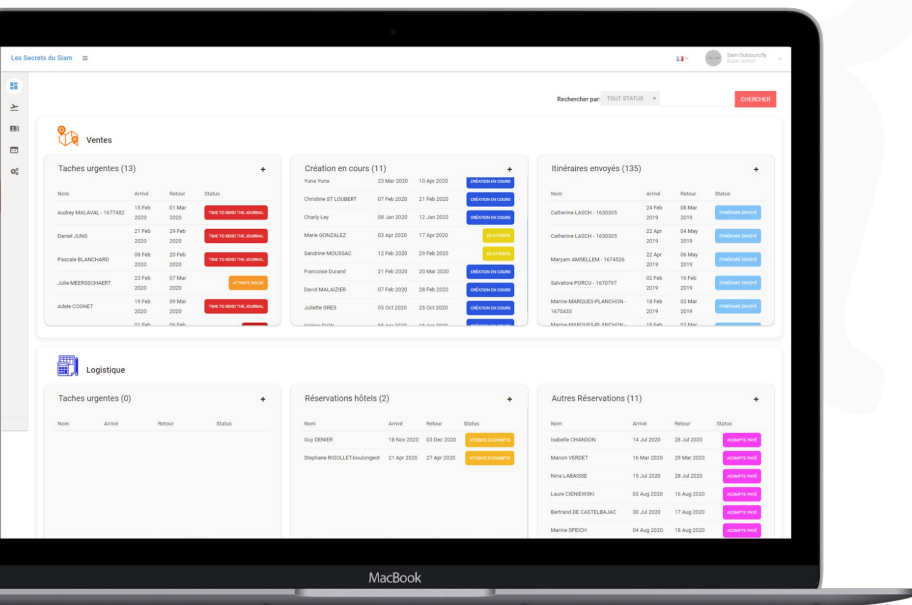 Les Secrets du Siam
Siam Outsourcify
Super Admin
Rechercher par: TOUT STATUS CHERCHER
Ventes
Taches urgentes (13) +
Nom Arrivé Retour Status
Audrey MALAVAL - 1677482 15 Feb 2020 01 Mar 2020 TIME TO SEND THE JOURNAL
Daniel JUNG 21 Feb 2020 29 Feb 2020 TIME TO SEND THE JOURNAL
Pascale BLANCHARD 08 Feb 2020 20 Feb 2020 TIME TO SEND THE JOURNAL
Julie MEERSSCHAERT 23 Feb 2020 07 Mar 2020 ATTENTE SOLDE
Adele COGNET 19 Feb 2020 09 Mar 2020 TIME TO SEND THE JOURNAL
Création en cours (11) +
Yuna Yuna 23 Mar 2020 10 Apr 2020 CRÉATION EN COURS
Christine ST LOUBERT 07 Feb 2020 21 Feb 2020 CRÉATION EN COURS
Charly Ley 08 Jan 2020 12 Jan 2020 CRÉATION EN COURS
Marie GONZALEZ 03 Apr 2020 17 Apr 2020 EN ATTENTE
Sandrine MOUSSAC 12 Feb 2020 29 Feb 2020 EN ATTENTE
Francoise Durand 21 Feb 2020 20 Mar 2020 CRÉATION EN COURS
David MALAIZIER 07 Feb 2020 28 Feb 2020 CRÉATION EN COURS
Juliette GRES 05 Oct 2020 25 Oct 2020 CRÉATION EN COURS
Itinéraires envoyés (135) +
Nom Arrivé Retour Status
Catherine LASCH - 1630305 24 Feb 2019 08 Mar 2019 ITINÉRAIRE ENVOYÉ
Catherine LASCH - 1630305 22 Apr 2019 04 May 2019 ITINÉRAIRE ENVOYÉ
Maryam AMSELLEM - 1674526 22 Apr 2019 06 May 2019 ITINÉRAIRE ENVOYÉ
Salvatore PORCU - 1670797 02 Feb 2019 16 Feb 2019 ITINÉRAIRE ENVOYÉ
Marine MARQUES-PLANCHON - 1670433 18 Feb 2019 03 Mar 2019 ITINÉRAIRE ENVOYÉ
Logistique
Taches urgentes (0) +
Nom Arrivé Retour Status
Réservations hôtels (2) +
Nom Arrivé Retour Status
Guy DENIER 18 Nov 2020 03 Dec 2020 ATTENTE D'ACOMPTE
Stephane RIGOLLET-boulongeot 21 Apr 2020 27 Apr 2020 ATTENTE D'ACOMPTE
Autres Réservations (11) +
Nom Arrivé Retour Status
Isabelle CHANSON 14 Jul 2020 28 Jul 2020 ACOMPTE PAYÉ
Manon VERDET 16 Mar 2020 29 Mar 2020 ACOMPTE PAYÉ
Nina LABAISSE 15 Jul 2020 28 Jul 2020 ACOMPTE PAYÉ
Laure CIENIEWSKI 03 Aug 2020 16 Aug 2020 ACOMPTE PAYÉ
Bertrand DE CASTELBAJAC 30 Jul 2020 17 Aug 2020 ACOMPTE PAYÉ
Marine SPEICH 04 Aug 2020 18 Aug 2020 ACOMPTE PAYÉ
MacBook